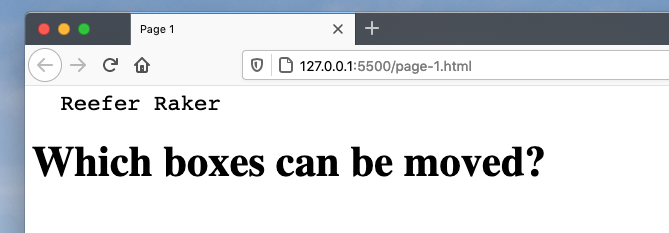 Page 1
127.0.0.1:5500/page-1.html
Reefer Raker
Which boxes can be moved?